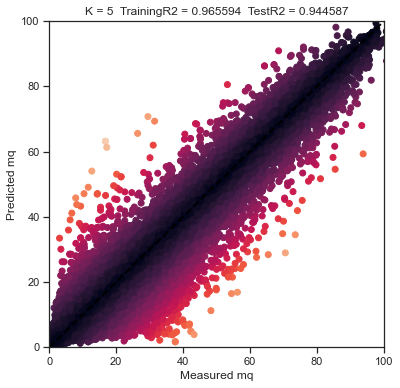 K = 5 TrainingR2 = 0.965594 TestR2 = 0.944587
100
80
60
40
20
0
Predicted mq
0 20 40 60 80 100
Measured mq